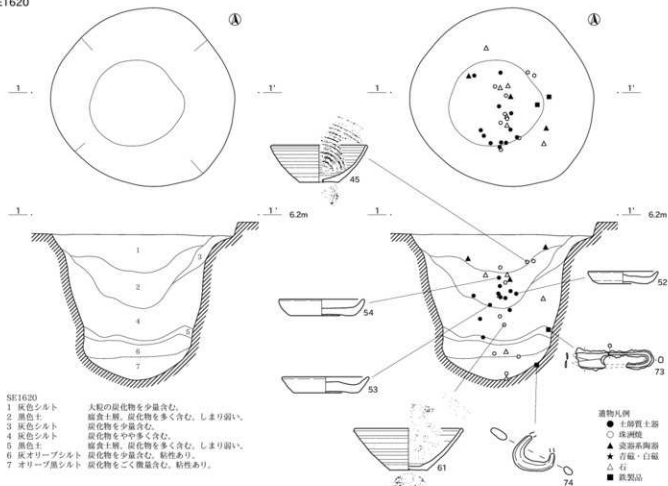 SE1620
1
1'
1
1'
45
1
1'
6.2m
1
1'
6.2m
1
2
3
4
5
6
7
52
54
53
73
61
74
SE1620
1 灰色シルト 大粒の炭化物を少量含む。
2 黒色土 腐食土層。炭化物を多く含む。しまり弱い。
3 灰色シルト 炭化物を少量含む。
4 灰色シルト 炭化物をやや多く含む。
5 黒色土 腐食土層。炭化物を多く含む。しまり弱い。
6 灰オリーブシルト 炭化物を少量含む。粘性あり。
7 オリーブ黒シルト 炭化物をごく微量含む。粘性あり。
遺物凡例
● 土師質土器
○ 珠洲焼
▲ 瓷器系陶器
★ 青磁・白磁
△ 石
■ 鉄製品